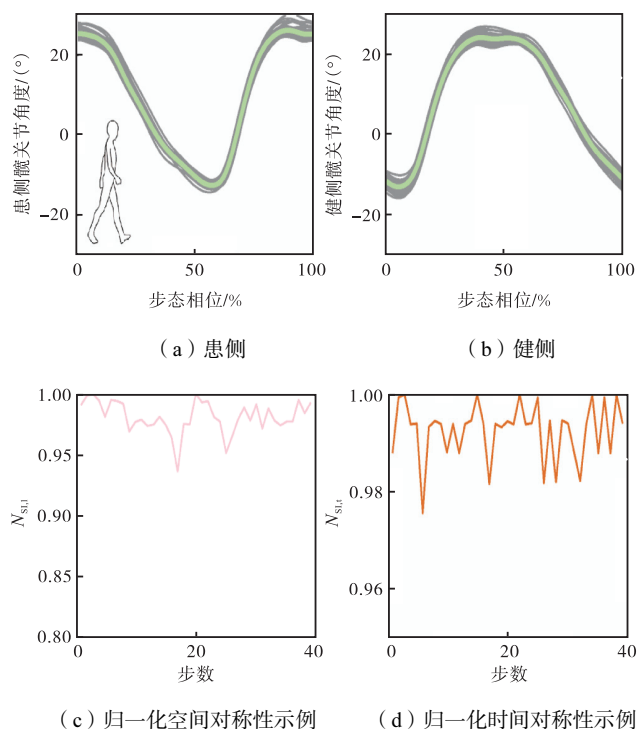 患侧髋关节角度/(°)
20
0
−20
0
50
100
步态相位/%
(a)患侧
健侧髋关节角度/(°)
20
0
−20
0
50
100
步态相位/%
(b)健侧
N_SI,l
1.00
0.95
0.90
0.85
0.80
0
20
40
步数
(c)归一化空间对称性示例
N_SI,t
1.00
0.98
0.96
0
20
40
步数
(d)归一化时间对称性示例